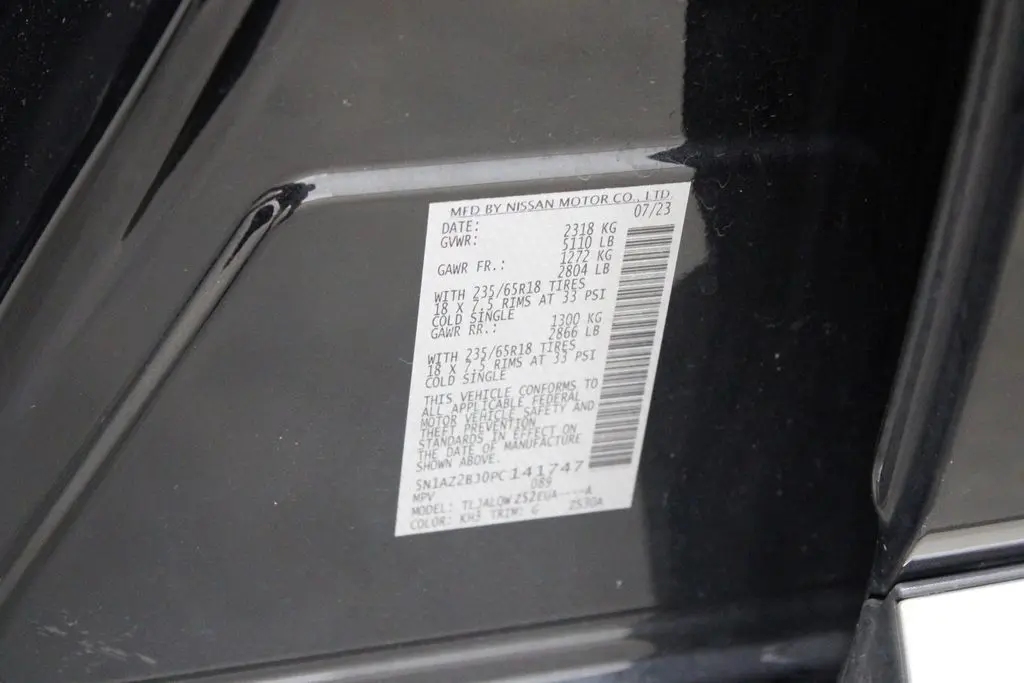 MFD BY NISSAN MOTOR CO., LTD.
DATE: 07/23
GVWR: 2318 KG
5110 LB
GAWR FR.: 1272 KG
2804 LB
WITH 235/65R18 TIRES
18 X 7.5 RIMS AT 33 PSI
COLD SINGLE
GAWR RR.: 1300 KG
2866 LB
WITH 235/65R18 TIRES
18 X 7.5 RIMS AT 33 PSI
COLD SINGLE
THIS VEHICLE CONFORMS TO
ALL APPLICABLE FEDERAL
MOTOR VEHICLE SAFETY AND
THEFT PREVENTION
STANDARDS IN EFFECT ON
THE DATE OF MANUFACTURE
SHOWN ABOVE.
5N1AZ2BJ0PC141747
MPV 089
MODEL:
COLOR: KH3 TRIM: G